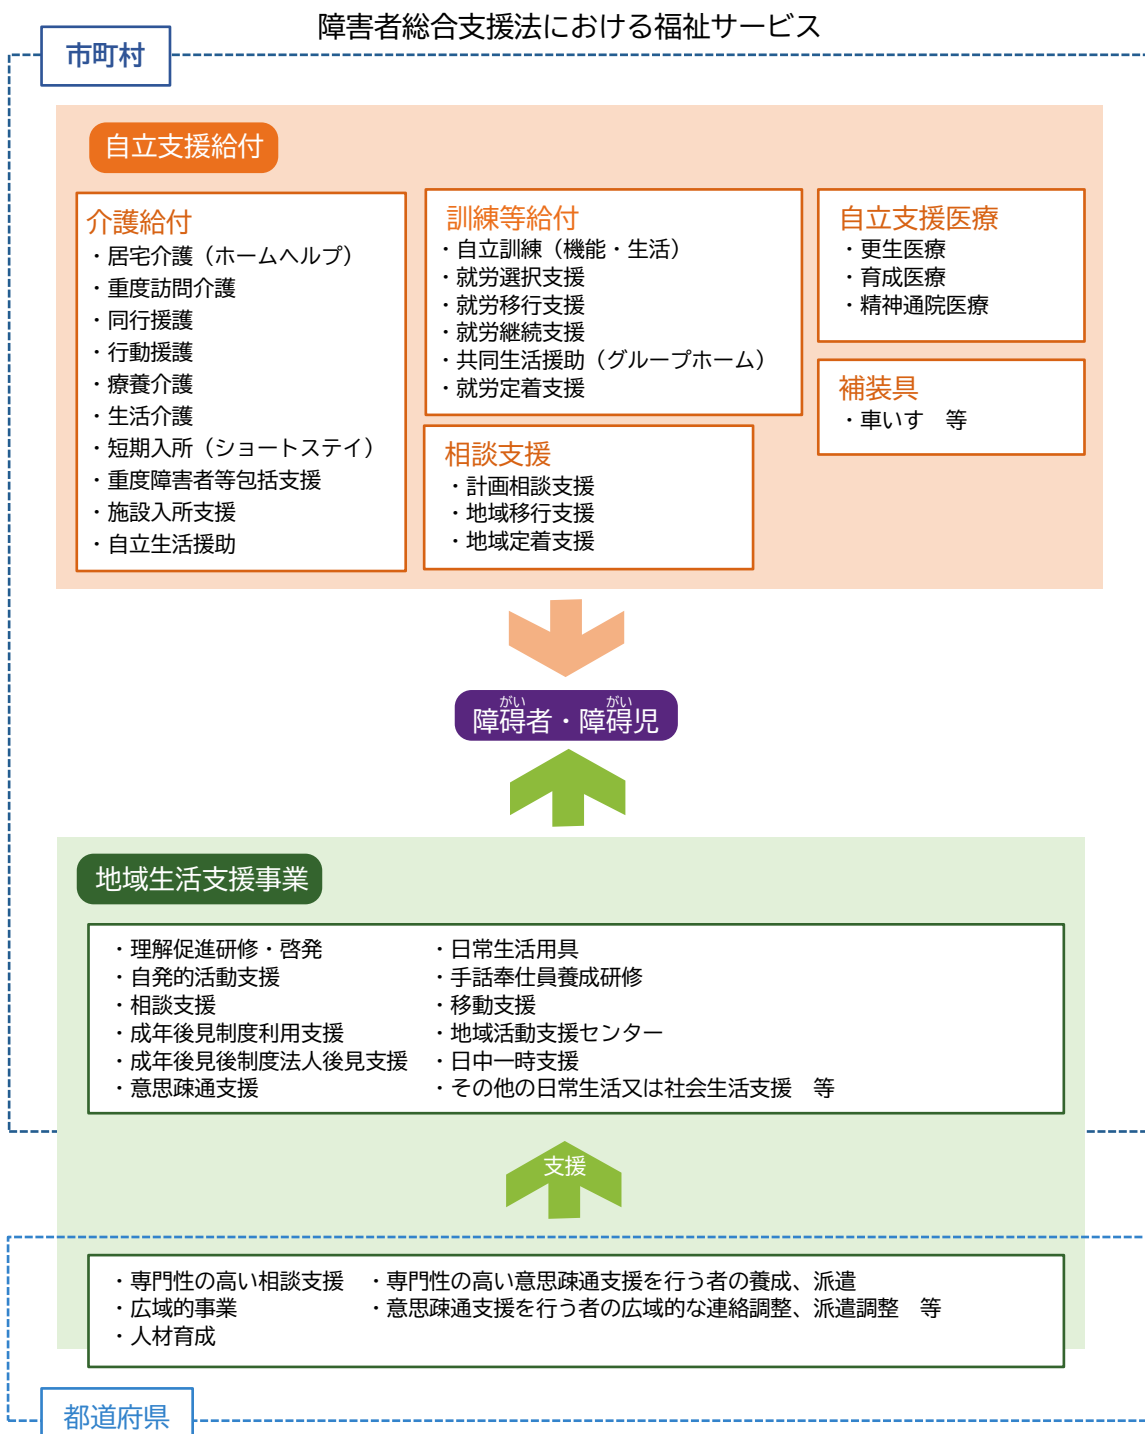 障害者総合支援法における福祉サービス
市町村
自立支援給付
介護給付
・居宅介護（ホームヘルプ）
・重度訪問介護
・同行援護
・行動援護
・療養介護
・生活介護
・短期入所（ショートステイ）
・重度障害者等包括支援
・施設入所支援
・自立生活援助
訓練等給付
・自立訓練（機能・生活）
・就労選択支援
・就労移行支援
・就労継続支援
・共同生活援助（グループホーム）
・就労定着支援
相談支援
・計画相談支援
・地域移行支援
・地域定着支援
自立支援医療
・更生医療
・育成医療
・精神通院医療
補装具
・車いす　等
がい　がい
障碍者・障碍児
地域生活支援事業
・理解促進研修・啓発
・自発的活動支援
・相談支援
・成年後見制度利用支援
・成年後見後制度法人後見支援
・意思疎通支援
・日常生活用具
・手話奉仕員養成研修
・移動支援
・地域活動支援センター
・日中一時支援
・その他の日常生活又は社会生活支援　等
支援
・専門性の高い相談支援
・広域的事業
・人材育成
・専門性の高い意思疎通支援を行う者の養成、派遣
・意思疎通支援を行う者の広域的な連絡調整、派遣調整　等
都道府県